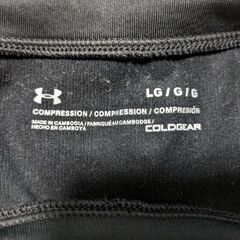 LG / G / G
COMPRESSION / COMPRESSION / COMPRESIÓN
MADE IN CAMBODIA / FABRIQUÉ AU CAMBODGE /
HECHO EN CAMBOYA
COLDGEAR